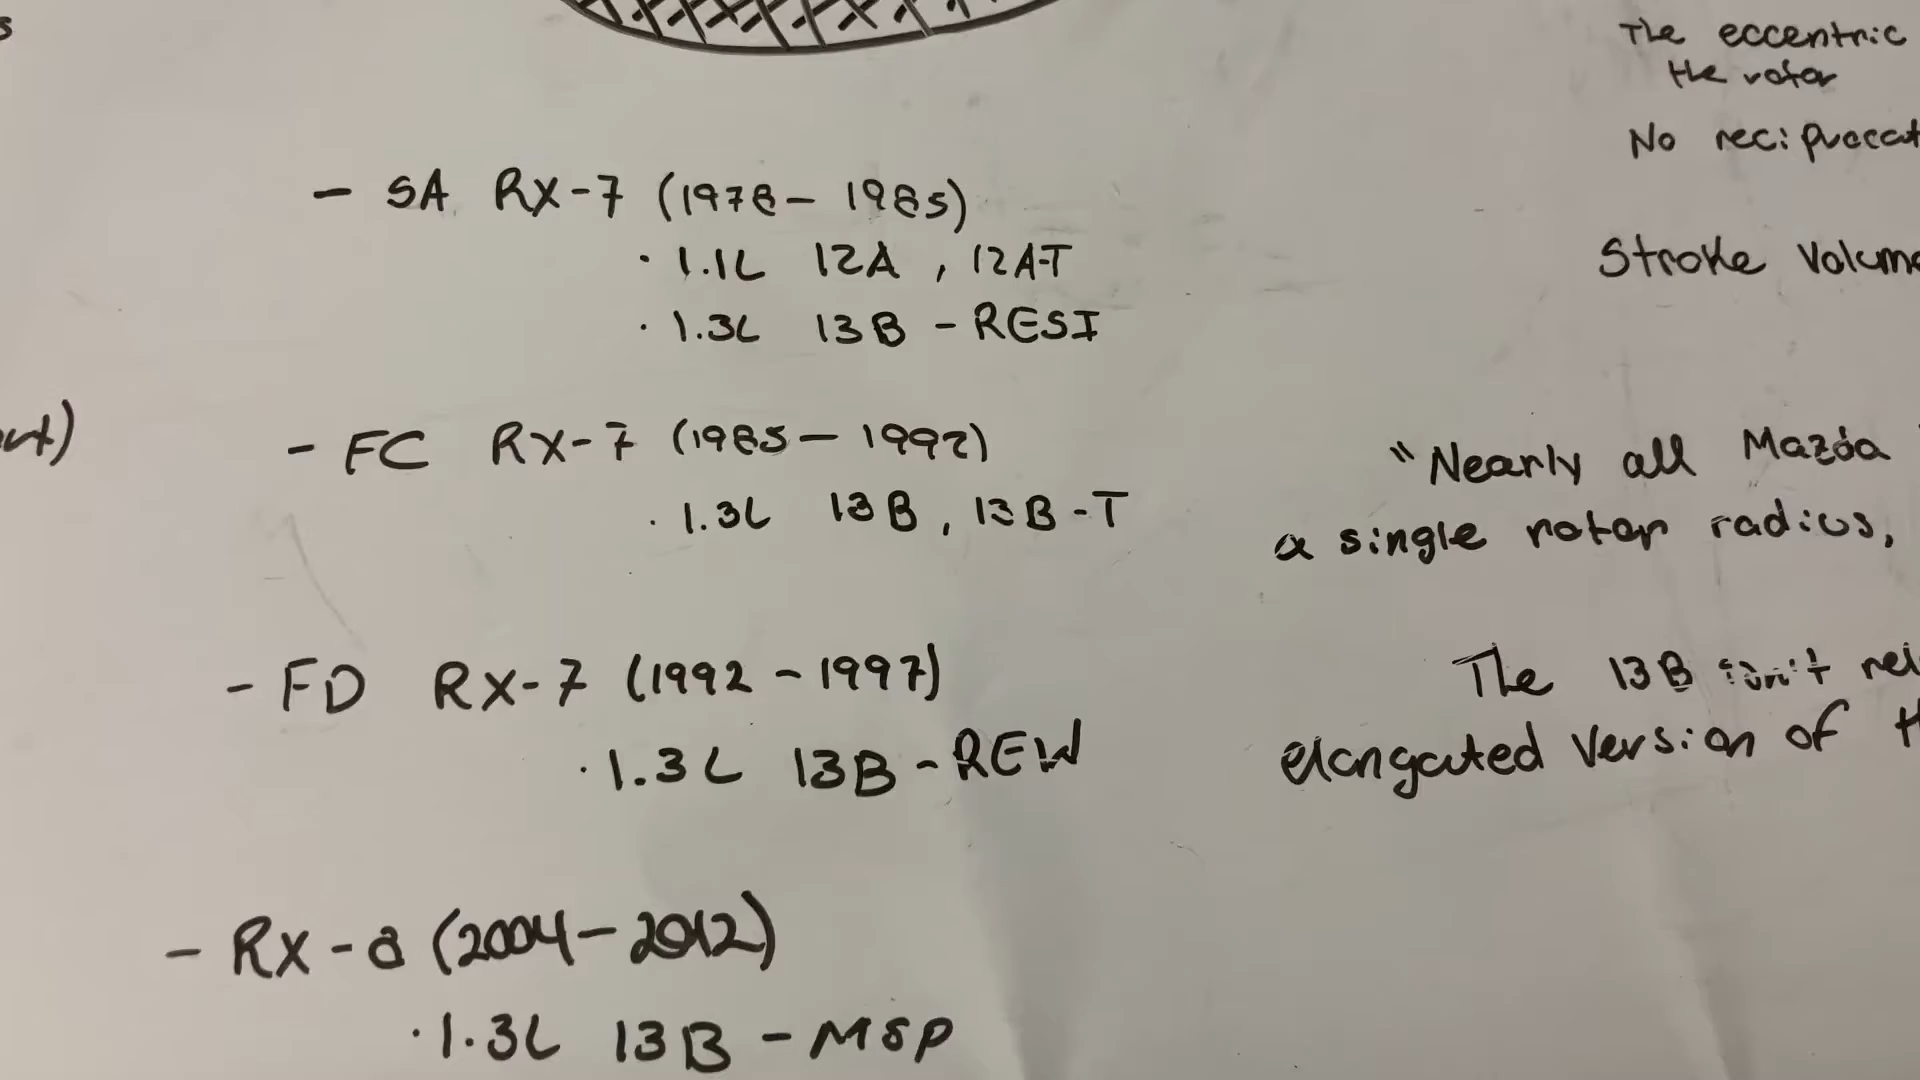 - SA RX-7 (1978 - 1985)
· 1.1L 12A , 12A-T
· 1.3L 13B - RESI
- FC RX-7 (1985 - 1992)
· 1.3L 13B , 13B - T
- FD RX-7 (1992 - 1997)
· 1.3L 13B - REW
- RX-8 (2004 - 2012)
· 1.3L 13B - MSP
The eccentric
the rotor
No
Stroke
"Nearly all Mazda
a single rotor radius,
The 13B
elongated version of